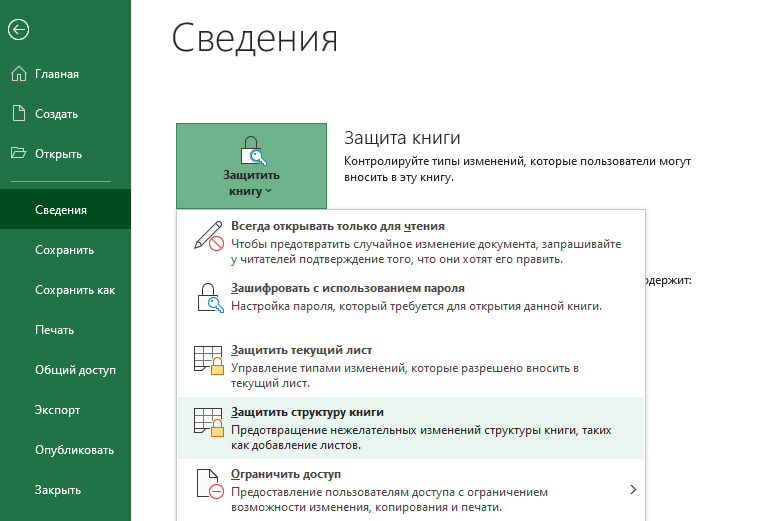 Сведения
Главная
Создать
Открыть
Сведения
Сохранить
Сохранить как
Печать
Общий доступ
Экспорт
Опубликовать
Закрыть
Защитить
книгу
Защита книги
Контролируйте типы изменений, которые пользователи могут
вносить в эту книгу.
Всегда открывать только для чтения
Чтобы предотвратить случайное изменение документа, запрашивайте
у читателей подтверждение того, что они хотят его править.
одержит:
Зашифровать с использованием пароля
Настройка пароля, который требуется для открытия данной книги.
Защитить текущий лист
Управление типами изменений, которые разрешено вносить в
текущий лист.
Защитить структуру книги
Предотвращение нежелательных изменений структуры книги, таких
как добавление листов.
Ограничить доступ
Предоставление пользователям доступа с ограничением
возможности изменения, копирования и печати.